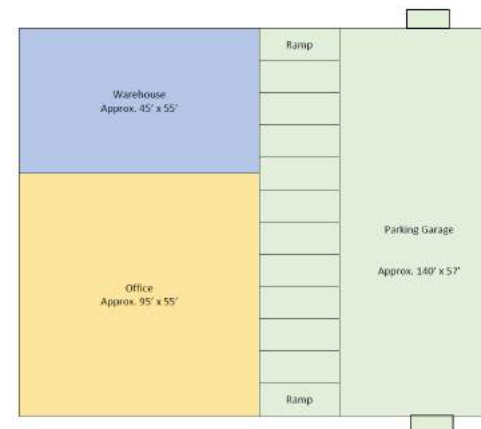 Ramp
Warehouse
Approx. 45' x 55'
Parking Garage
Approx. 140' x 57'
Office
Approx. 95' x 55'
Ramp